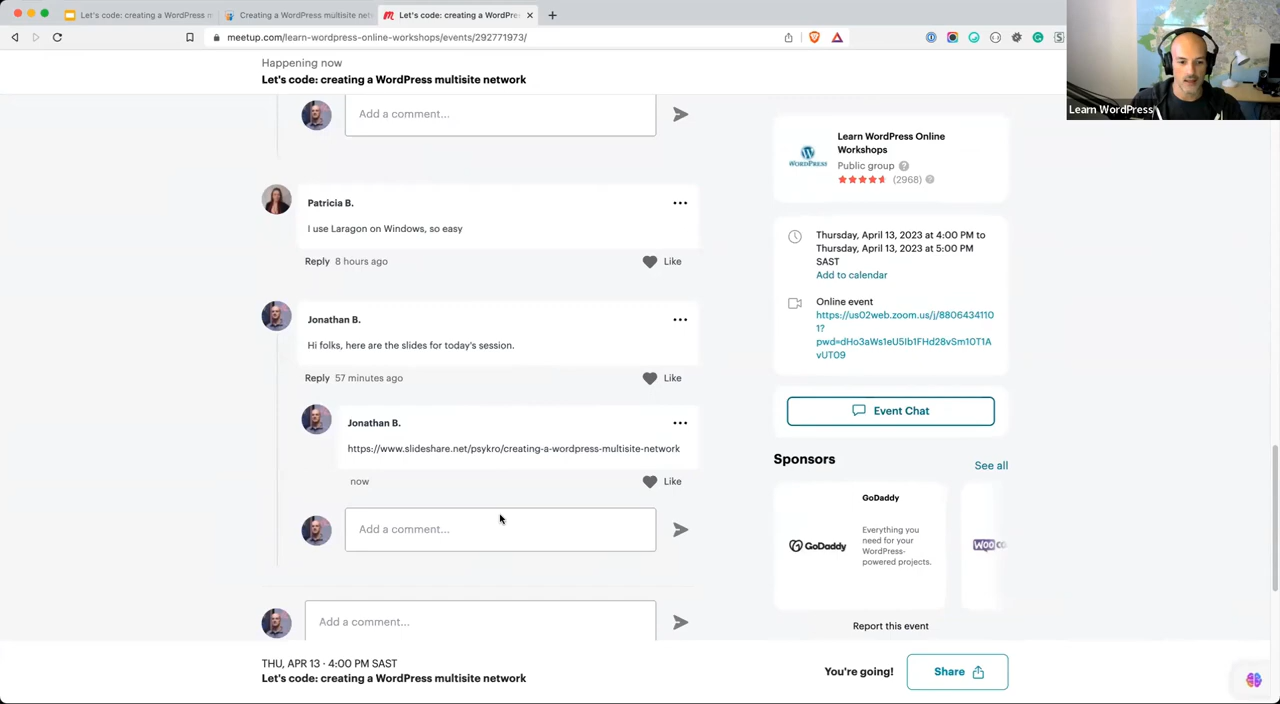 Let's code: creating a WordPress m
Creating a WordPress multisite net
Let's code: creating a WordPre
meetup.com/learn-wordpress-online-workshops/events/292771973/
Learn WordPress
Happening now
Let's code: creating a WordPress multisite network
Add a comment...
Patricia B.
I use Laragon on Windows, so easy
Reply 8 hours ago
Like
Jonathan B.
Hi folks, here are the slides for today's session.
Reply 57 minutes ago
Like
Jonathan B.
https://www.slideshare.net/psykro/creating-a-wordpress-multisite-network
now
Like
Add a comment...
Add a comment...
Learn WordPress Online
Workshops
WORDPRESS
Public group ?
(2968)
Thursday, April 13, 2023 at 4:00 PM to
Thursday, April 13, 2023 at 5:00 PM
SAST
Add to calendar
Online event
https://us02web.zoom.us/j/8806434110
1?
pwd=dHo3aWs1eU5Ib1FHd28vSm10T1A
vUT09
Event Chat
Sponsors
See all
GoDaddy
Everything you
need for your
WordPress-
powered projects.
GoDaddy
WOO CO
Report this event
THU, APR 13 · 4:00 PM SAST
Let's code: creating a WordPress multisite network
You're going!
Share